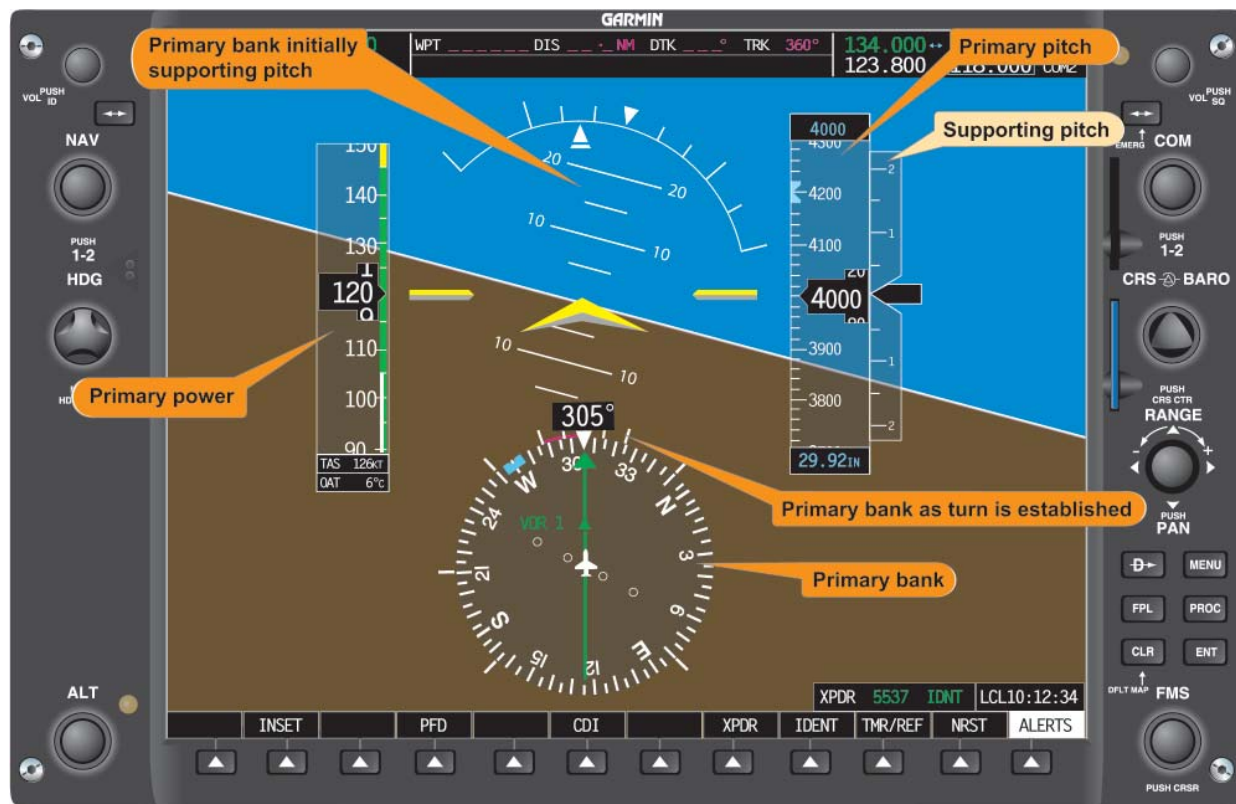 GARMIN
Primary bank initially
supporting pitch
WPT _ _ _ _ _ _ DIS _ _ . _ NM DTK _ _ _° TRK 360°
134.000 ↔
123.800 118.000 COM2
Primary pitch
Supporting pitch
VOL PUSH ID
NAV
PUSH
1-2
HDG
VOL PUSH SQ
EMERG
COM
PUSH
1-2
CRS BARO
PUSH
CRS CTR
RANGE
- +
PUSH
PAN
MENU
FPL
PROC
CLR
ENT
DFLT MAP
FMS
PUSH CRSR
ALT
150
140
130
120
110
100
90
TAS 126KT
OAT 6°C
Primary power
20 20
10 10
10 10
4000
4300
4200
4100
4000
20
3900
3800
29.92IN
2
1
1
2
305°
Primary bank as turn is established
Primary bank
30
33
N
3
6
E
12
15
S
21
24
W
VOR 1
XPDR 5537 IDNT LCL10:12:34
INSET PFD CDI XPDR IDENT TMR/REF NRST ALERTS